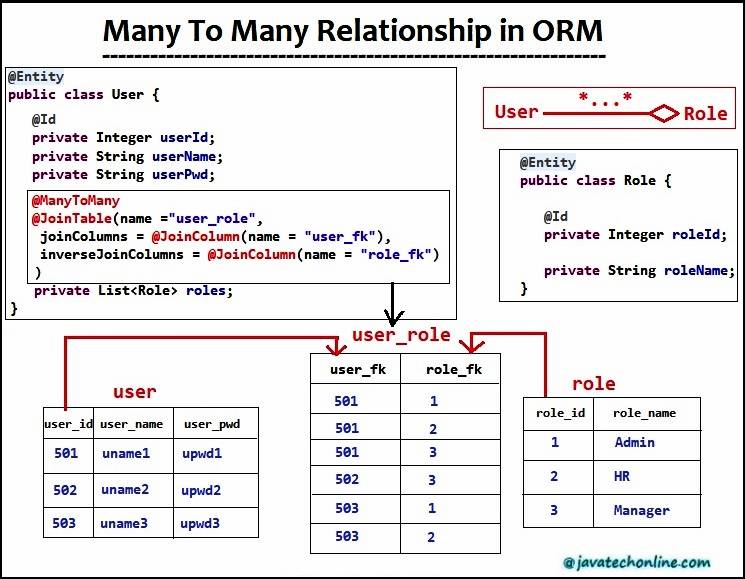 Many To Many Relationship in ORM
@Entity
public class User {
@Id
private Integer userId;
private String userName;
private String userPwd;
@ManyToMany
@JoinTable(name ="user_role",
joinColumns = @JoinColumn(name = "user_fk"),
inverseJoinColumns = @JoinColumn(name = "role_fk")
)
private List<Role> roles;
}
User *...* Role
@Entity
public class Role {
@Id
private Integer roleId;
private String roleName;
}
user
user_id user_name user_pwd
501 uname1 upwd1
502 uname2 upwd2
503 uname3 upwd3
user_role
user_fk role_fk
501 1
501 2
501 3
502 3
503 1
503 2
role
role_id role_name
1 Admin
2 HR
3 Manager
@javatechonline.com